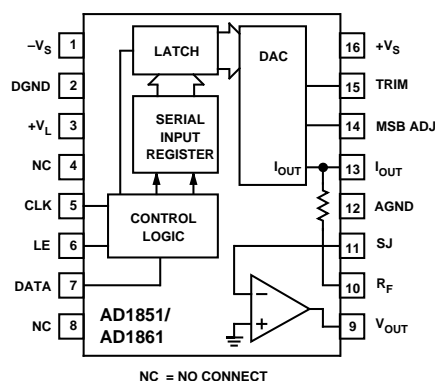 –VS 1
DGND 2
+VL 3
NC 4
CLK 5
LE 6
DATA 7
NC 8
LATCH
SERIAL
INPUT
REGISTER
CONTROL
LOGIC
DAC
IOUT
AD1851/
AD1861
16 +VS
15 TRIM
14 MSB ADJ
13 IOUT
12 AGND
11 SJ
10 RF
9 VOUT
–
+
NC = NO CONNECT